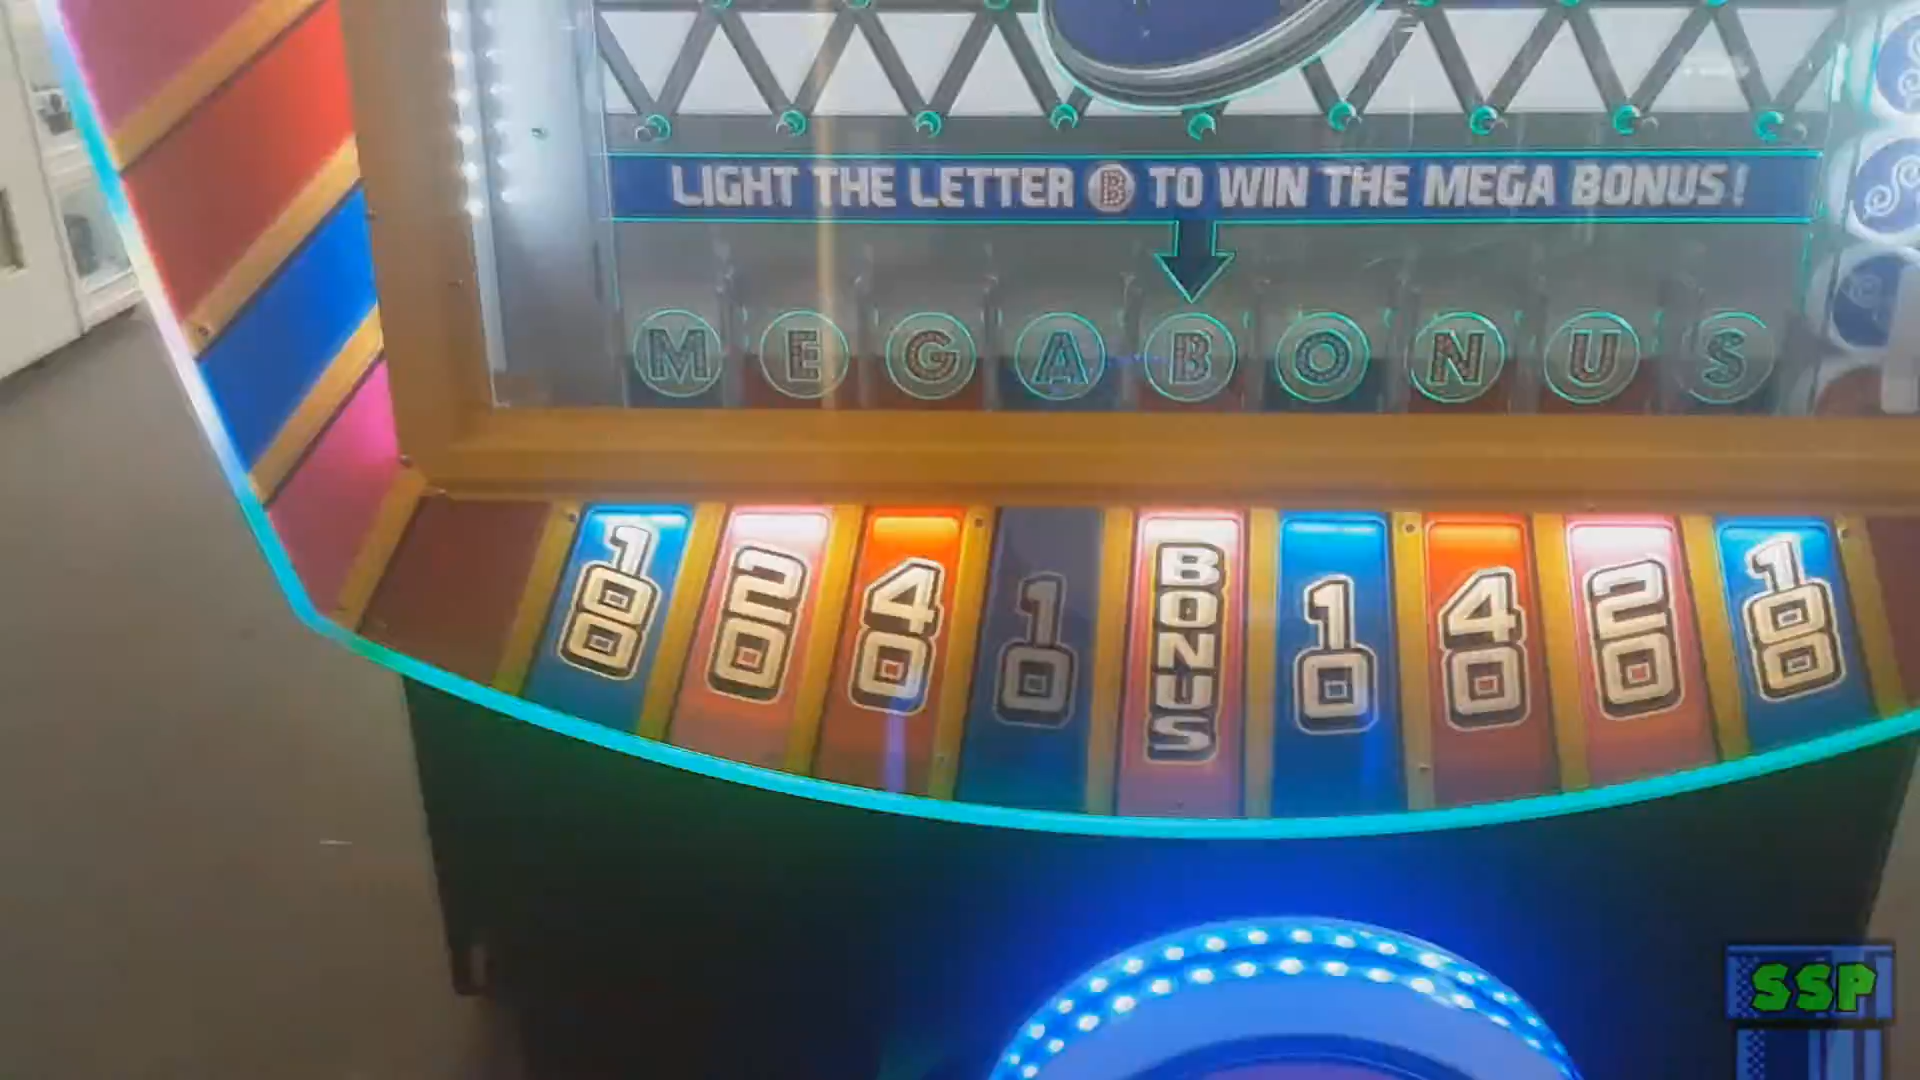 LIGHT THE LETTER B TO WIN THE MEGA BONUS!
M E G A B O N U S
100 20 40 10 BONUS 10 40 20 100
SSP